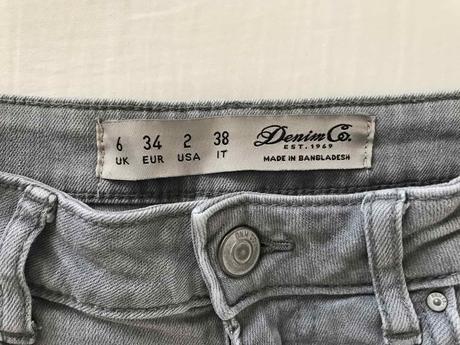 6 34 2 38
UK EUR USA IT
Denim Co.
EST. 1969
MADE IN BANGLADESH